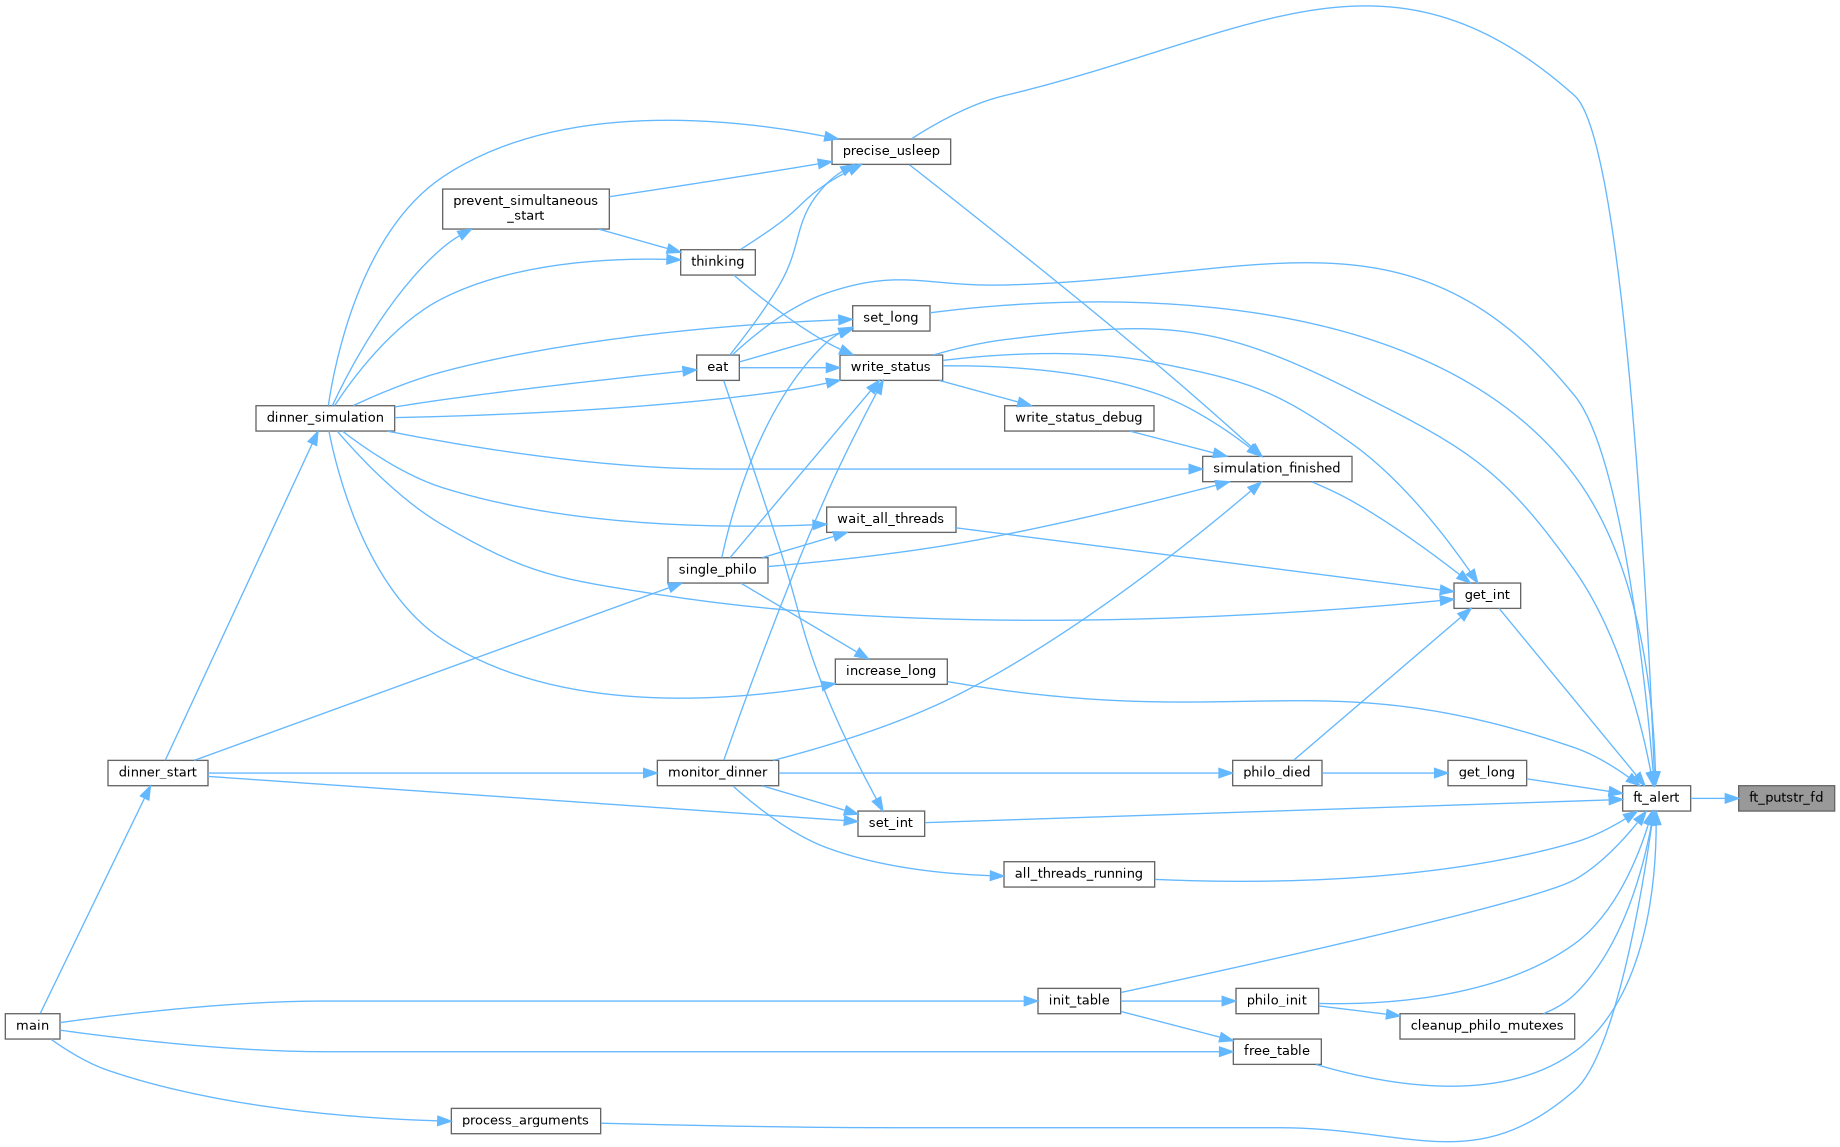 precise_usleep
prevent_simultaneous
_start
thinking
set_long
eat
write_status
dinner_simulation
write_status_debug
simulation_finished
wait_all_threads
single_philo
get_int
increase_long
dinner_start
monitor_dinner
philo_died
get_long
ft_alert
ft_putstr_fd
set_int
all_threads_running
init_table
philo_init
main
cleanup_philo_mutexes
free_table
process_arguments